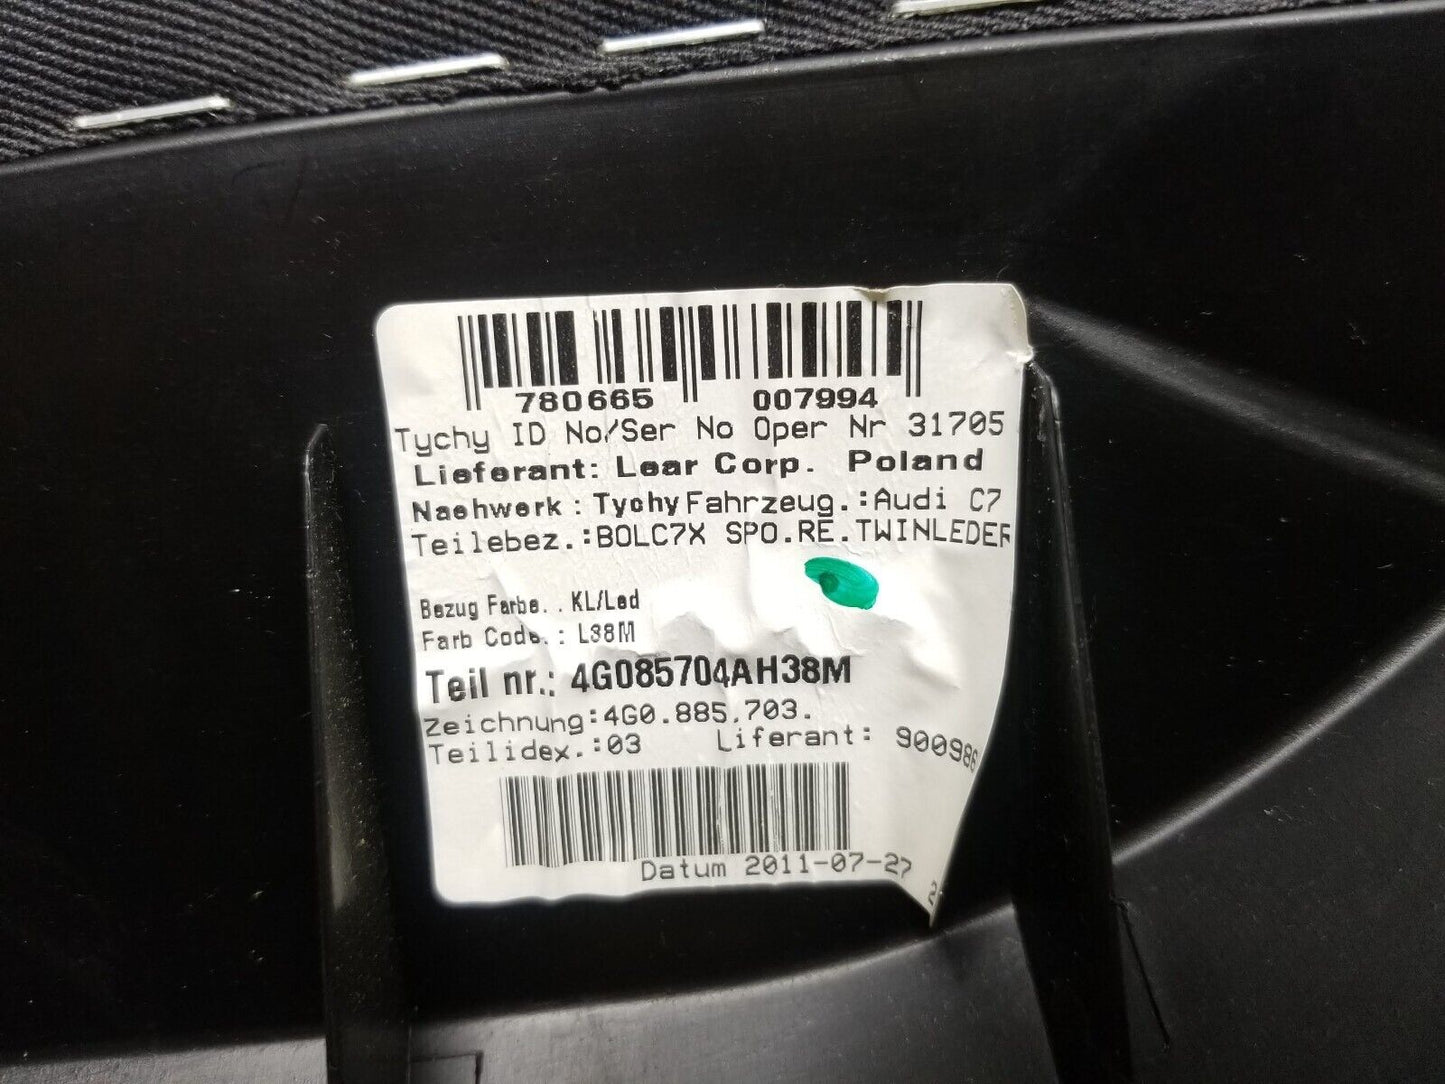 780665 007994
Tychy ID No/Ser No Oper Nr 31705
Lieferant: Lear Corp. Poland
Naehwerk : Tychy Fahrzeug.:Audi C7
Teilebez.:BOLC7X SPO.RE.TWINLEDER
Bezug Farbe. . KL/Led
Farb Code. : L38M
Teil nr.: 4G085704AH38M
Zeichnung:4G0.885.703.
Teilidex.:03 Liferant: 900986
Datum 2011-07-27
2